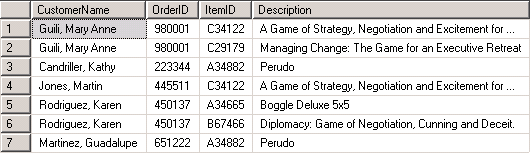 CustomerName OrderID ItemID Description
1 Guili, Mary Anne 980001 C34122 A Game of Strategy, Negotiation and Excitement for ...
2 Guili, Mary Anne 980001 C29179 Managing Change: The Game for an Executive Retreat
3 Candriller, Kathy 223344 A34882 Perudo
4 Jones, Martin 445511 C34122 A Game of Strategy, Negotiation and Excitement for ...
5 Rodriguez, Karen 450137 A34665 Boggle Deluxe 5x5
6 Rodriguez, Karen 450137 B67466 Diplomacy: Game of Negotiation, Cunning and Deceit.
7 Martinez, Guadalupe 651222 A34882 Perudo